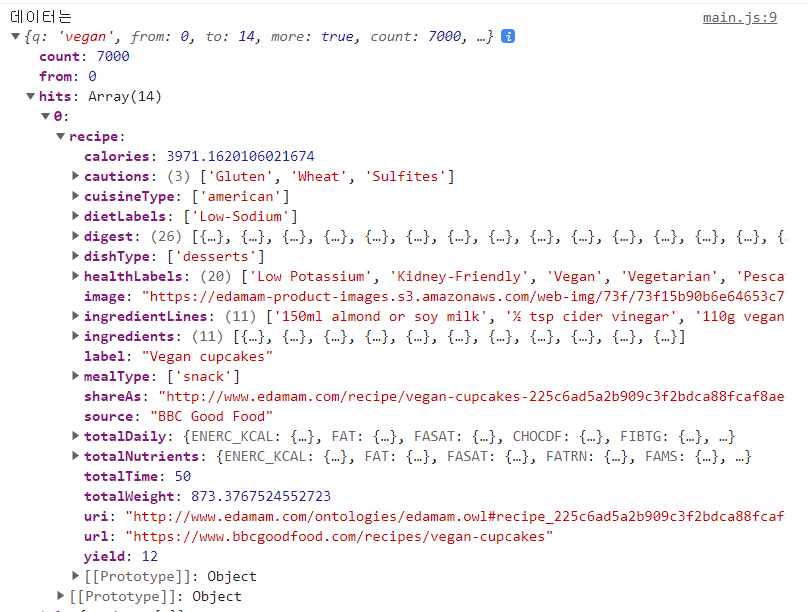 데이터는 main.js:9
▼{q: 'vegan', from: 0, to: 14, more: true, count: 7000, …} i
▼count: 7000
from: 0
▼hits: Array(14)
▼0:
▼recipe:
calories: 3971.1620106021674
▶cautions: (3) ['Gluten', 'Wheat', 'Sulfites']
▶cuisineType: ['american']
▶dietLabels: ['Low-Sodium']
▶digest: (26) [{…}, {…}, {…}, {…}, {…}, {…}, {…}, {…}, {…}, {…}, {…}, {…}, {…}, {…}, {
▶dishType: ['desserts']
▶healthLabels: (20) ['Low Potassium', 'Kidney-Friendly', 'Vegan', 'Vegetarian', 'Pescat
image: "https://edamam-product-images.s3.amazonaws.com/web-img/73f/73f15b90b6e64653c7
▶ingredientLines: (11) ['150ml almond or soy milk', '½ tsp cider vinegar', '110g vegan
▶ingredients: (11) [{…}, {…}, {…}, {…}, {…}, {…}, {…}, {…}, {…}, {…}, {…}]
label: "Vegan cupcakes"
▶mealType: ['snack']
shareAs: "http://www.edamam.com/recipe/vegan-cupcakes-225c6ad5a2b909c3f2bdca88fcaf8ae
source: "BBC Good Food"
▶totalDaily: {ENERC_KCAL: {…}, FAT: {…}, FASAT: {…}, CHOCDF: {…}, FIBTG: {…}, …}
▶totalNutrients: {ENERC_KCAL: {…}, FAT: {…}, FASAT: {…}, FATRN: {…}, FAMS: {…}, …}
totalTime: 50
totalWeight: 873.3767524552723
uri: "http://www.edamam.com/ontologies/edamam.owl#recipe_225c6ad5a2b909c3f2bdca88fcaf
url: "https://www.bbcgoodfood.com/recipes/vegan-cupcakes"
yield: 12
▶[[Prototype]]: Object
▶[[Prototype]]: Object